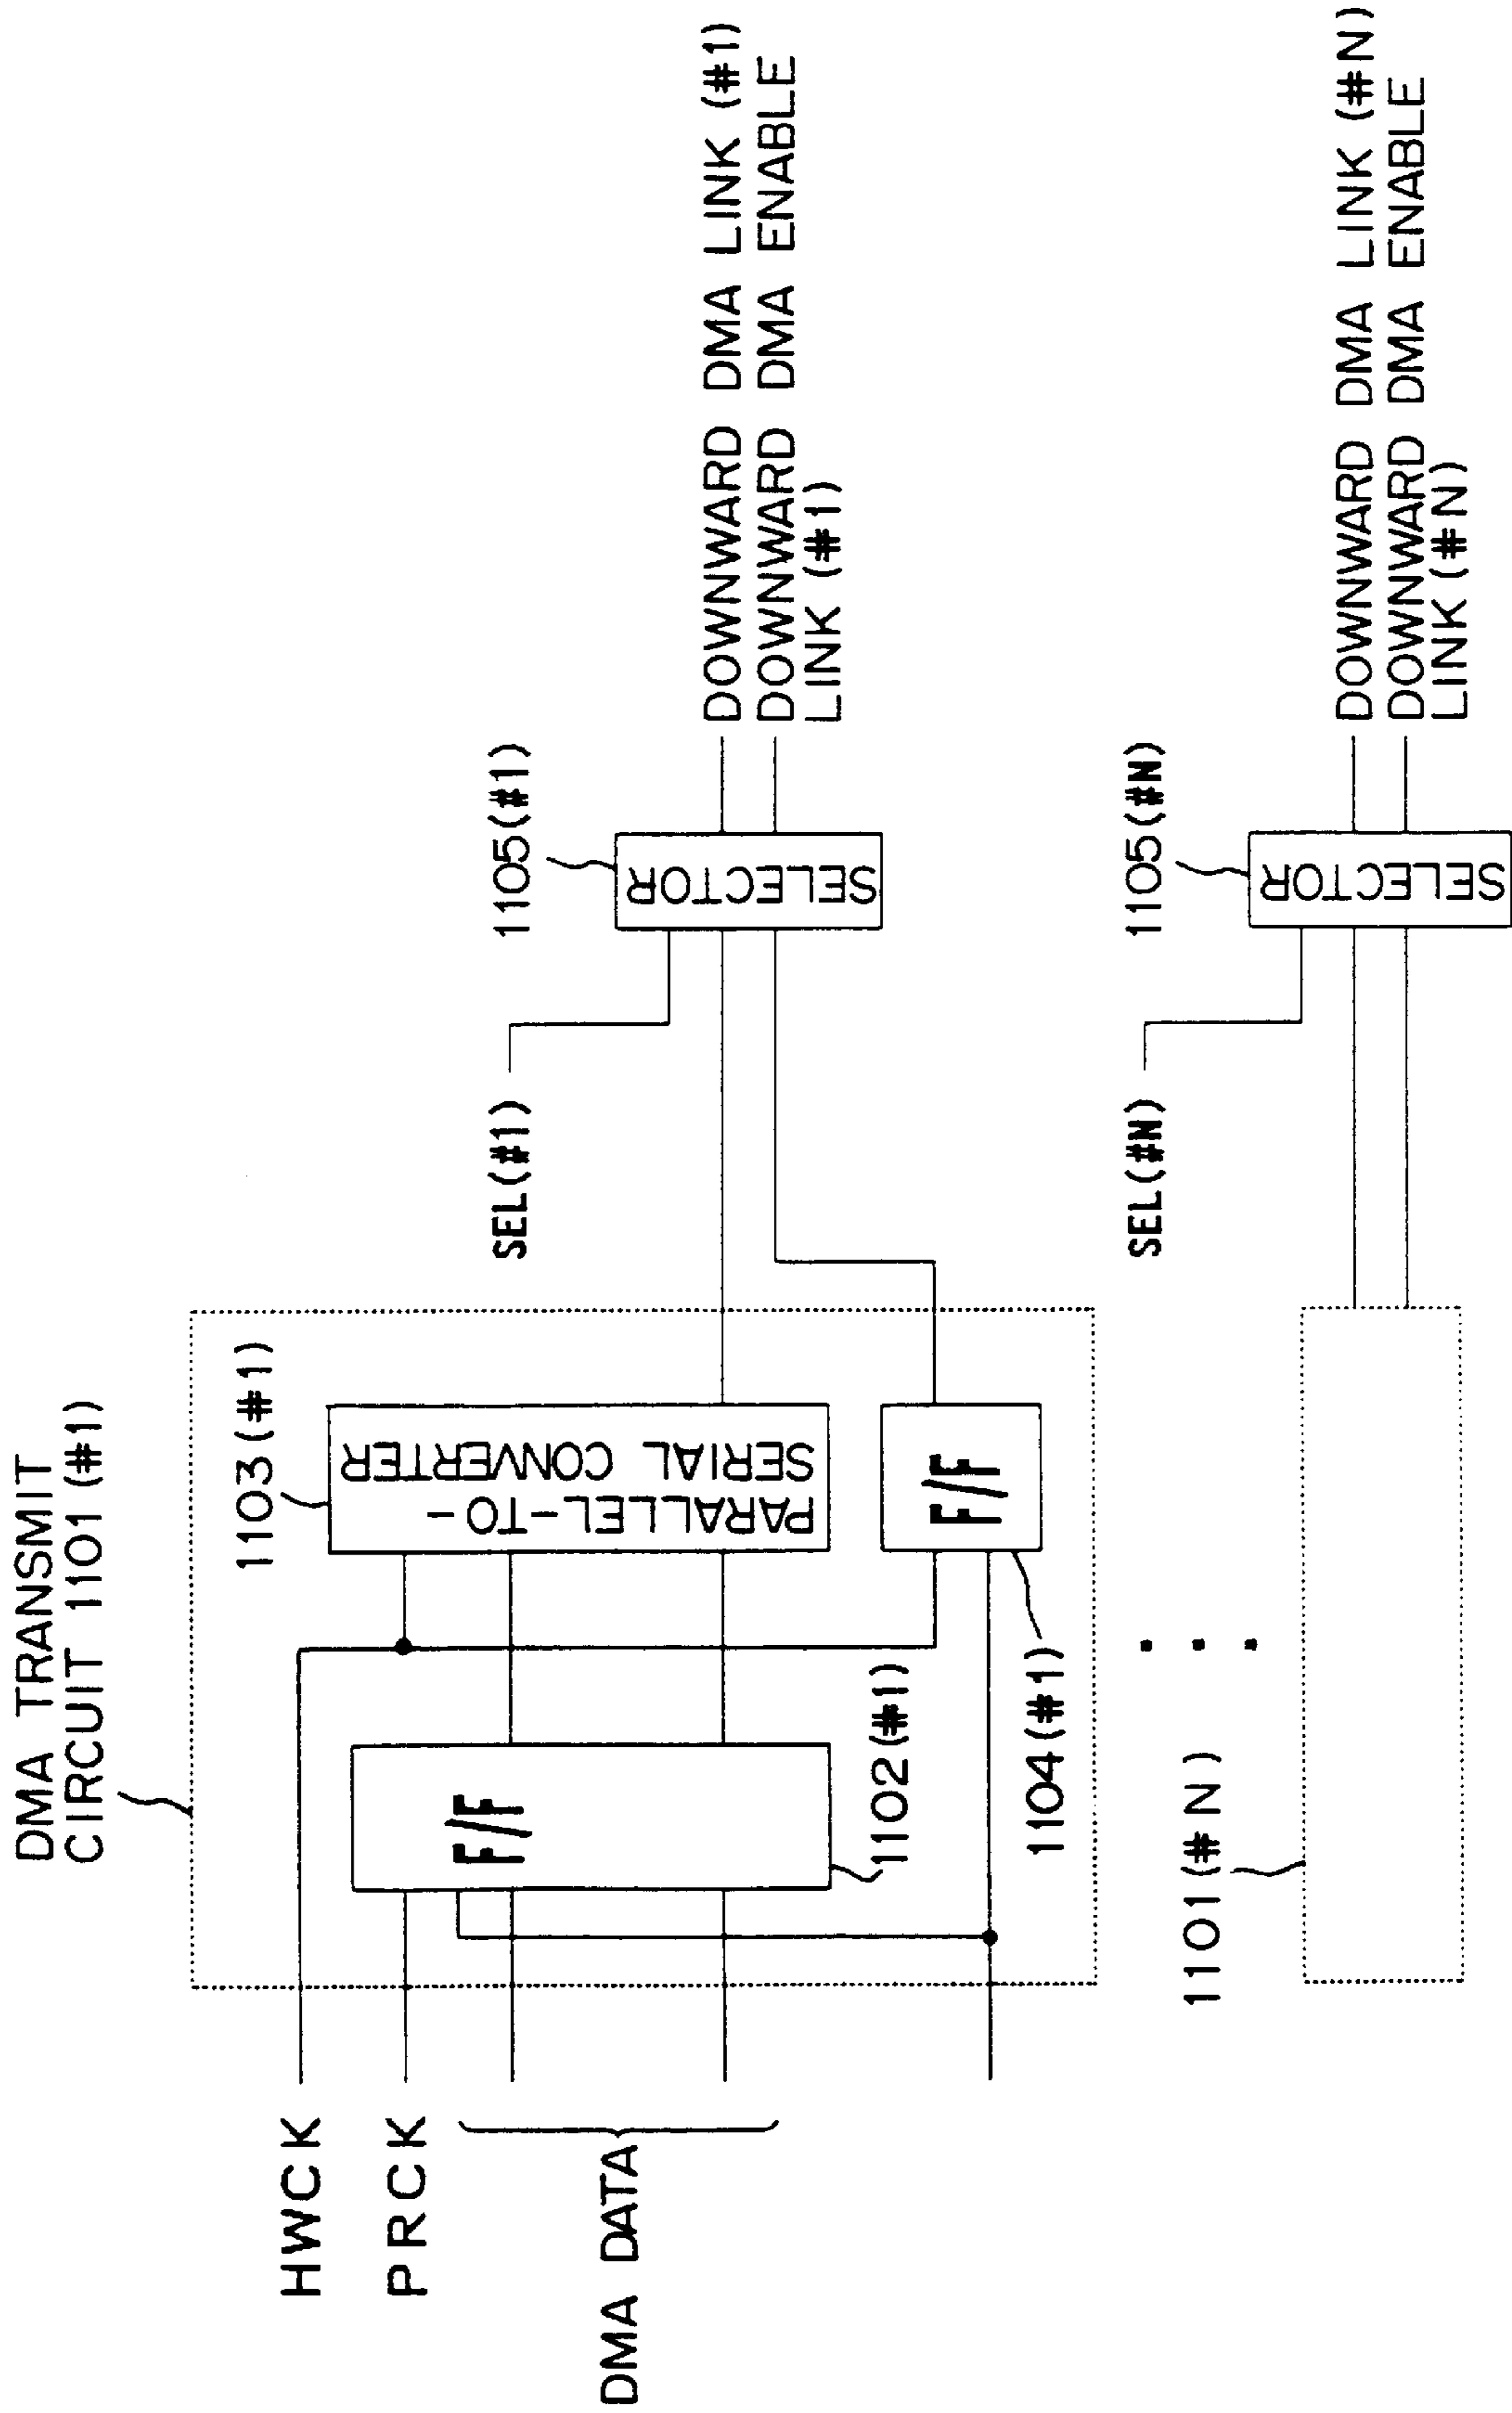 DMA TRANSMIT
CIRCUIT 1101(#1)
HWCK
PRCK
DMA DATA
F/F
1102(#1)
1103(#1)
PARALLEL-TO-
SERIAL CONVERTER
F/F
1104(#1)
SEL(#1)
1105(#1)
SELECTOR
DOWNWARD DMA LINK (#1)
DOWNWARD DMA ENABLE
LINK (#1)
1101(#N)
SEL(#N)
1105(#N)
SELECTOR
DOWNWARD DMA LINK (#N)
DOWNWARD DMA ENABLE
LINK (#N)